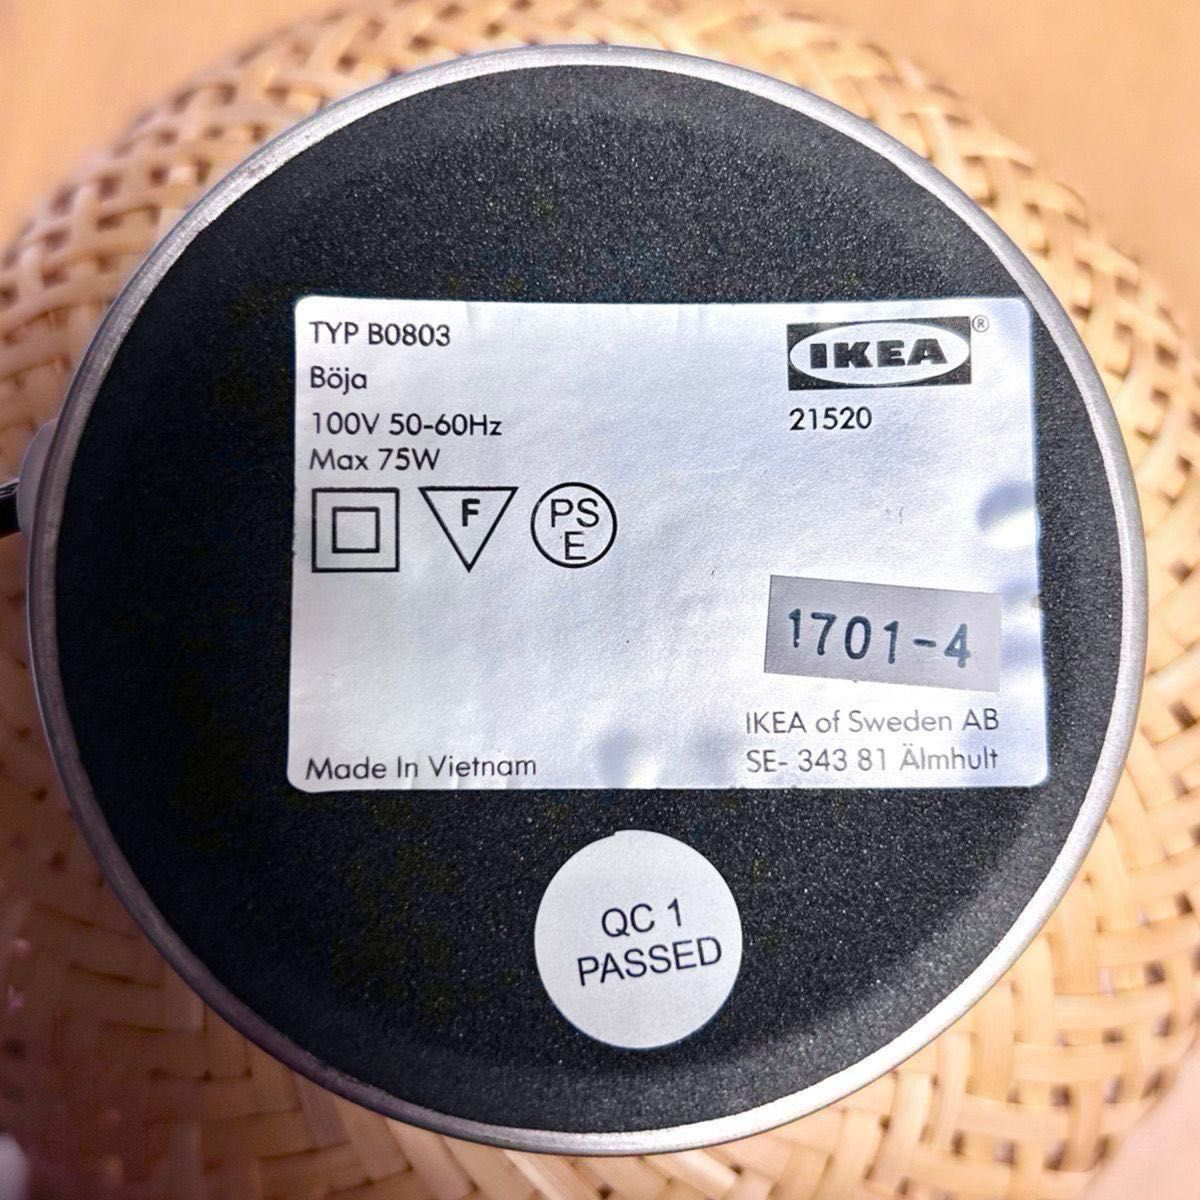 TYP B0803
Böja
100V 50-60Hz
Max 75W
F
PS
E
IKEA®
21520
1701-4
IKEA of Sweden AB
SE- 343 81 Älmhult
Made In Vietnam
QC 1
PASSED